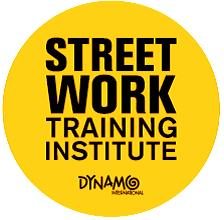 STREET
WORK
TRAINING
INSTITUTE
DYNAMO
INTERNATIONAL